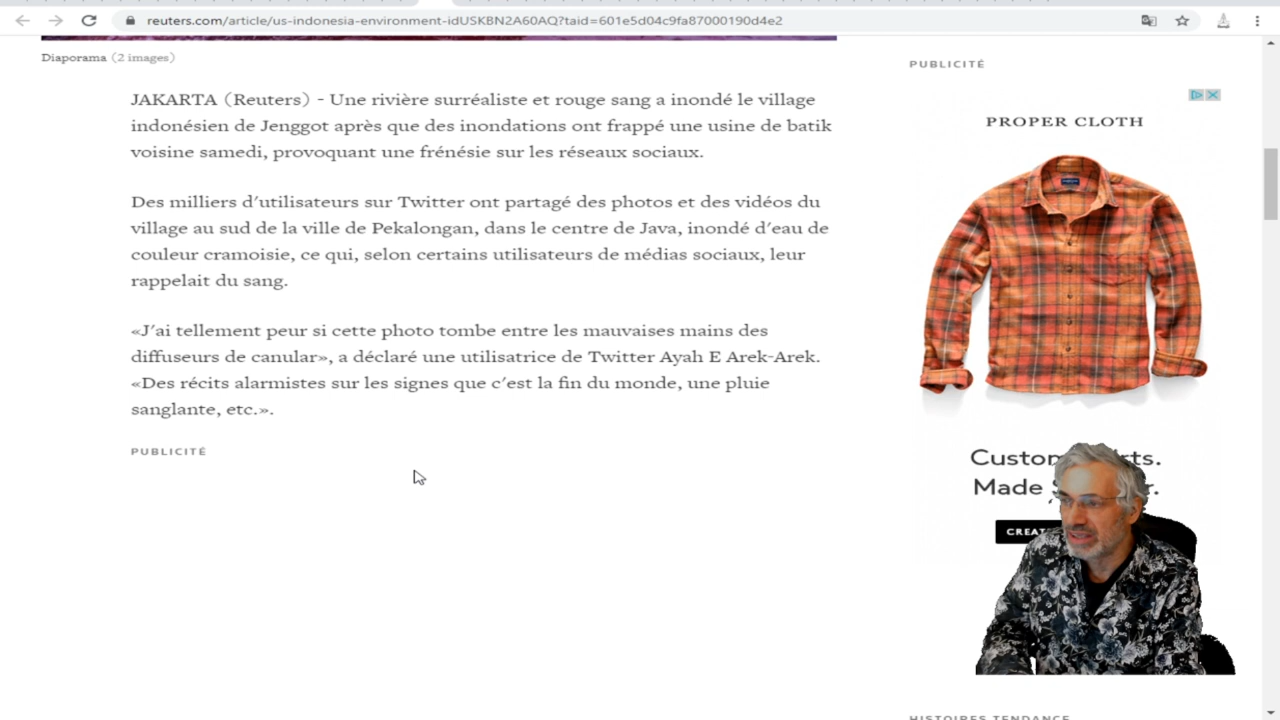 reuters.com/article/us-indonesia-environment-idUSKBN2A60AQ?taid=601e5d04c9fa87000190d4e2
Diaporama (2 images)
JAKARTA (Reuters) - Une rivière surréaliste et rouge sang a inondé le village
indonésien de Jenggot après que des inondations ont frappé une usine de batik
voisine samedi, provoquant une frénésie sur les réseaux sociaux.
Des milliers d'utilisateurs sur Twitter ont partagé des photos et des vidéos du
village au sud de la ville de Pekalongan, dans le centre de Java, inondé d'eau de
couleur cramoisie, ce qui, selon certains utilisateurs de médias sociaux, leur
rappelait du sang.
«J'ai tellement peur si cette photo tombe entre les mauvaises mains des
diffuseurs de canular», a déclaré une utilisatrice de Twitter Ayah E Arek-Arek.
«Des récits alarmistes sur les signes que c'est la fin du monde, une pluie
sanglante, etc.».
PUBLICITÉ
PUBLICITÉ
PROPER CLOTH
Made
HISTOIRES TENDANCE